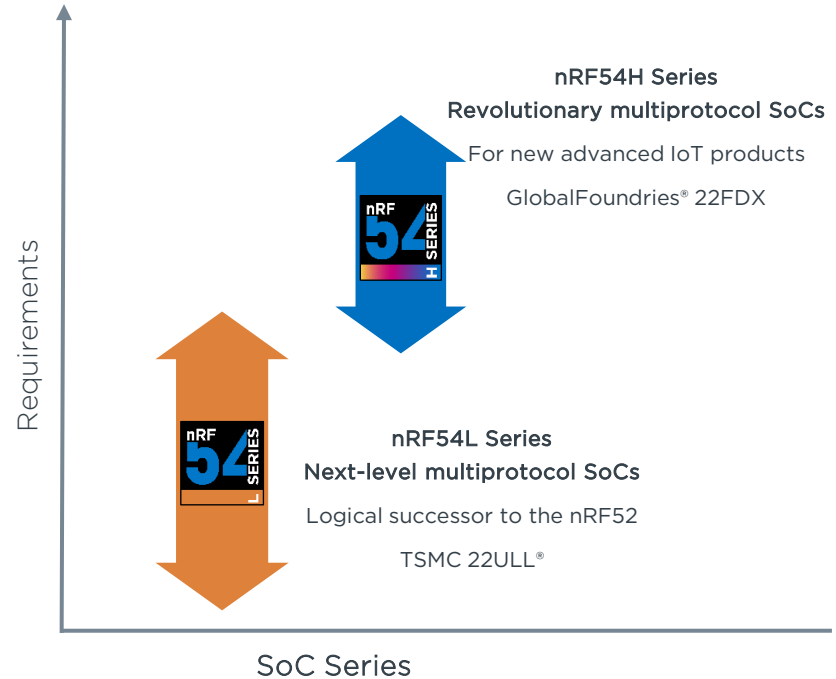 nRF54H Series
Revolutionary multiprotocol SoCs
For new advanced IoT products
GlobalFoundries® 22FDX
nRF
54
H SERIES
Requirements
nRF
54
L SERIES
nRF54L Series
Next-level multiprotocol SoCs
Logical successor to the nRF52
TSMC 22ULL®
SoC Series